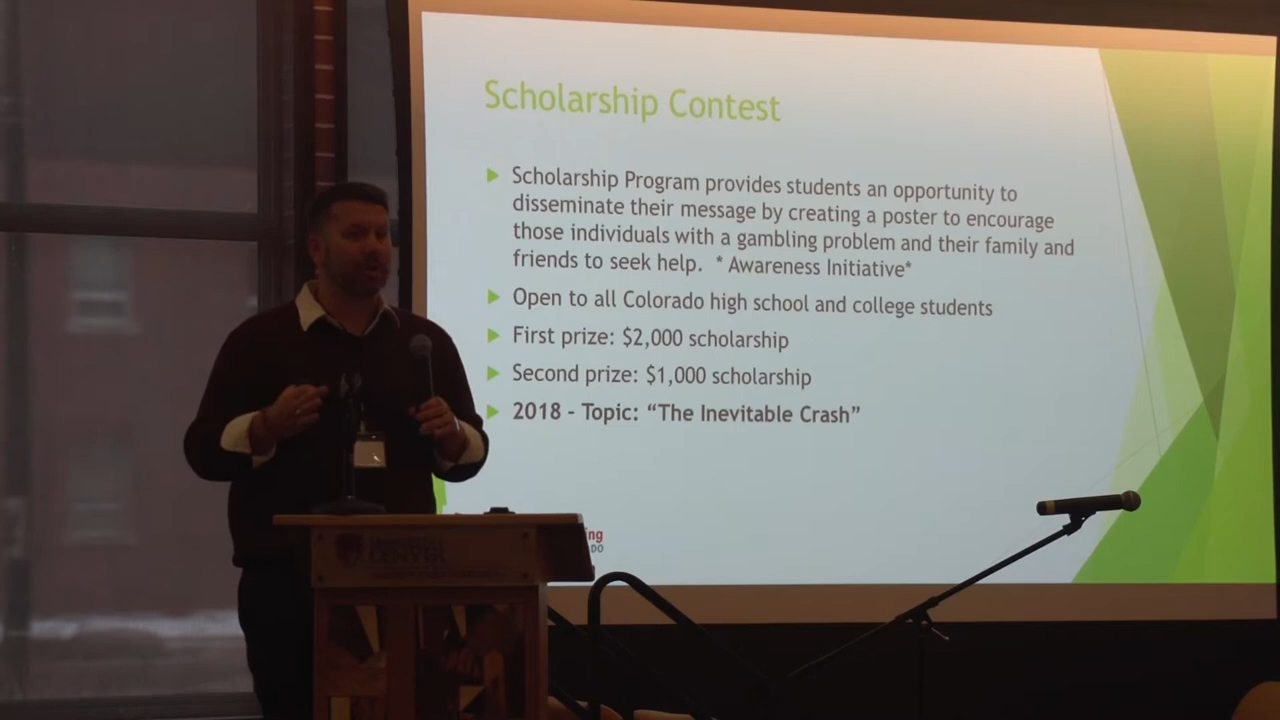 Scholarship Contest
Scholarship Program provides students an opportunity to
disseminate their message by creating a poster to encourage
those individuals with a gambling problem and their family and
friends to seek help. * Awareness Initiative*
Open to all Colorado high school and college students
First prize: $2,000 scholarship
Second prize: $1,000 scholarship
2018 - Topic: “The Inevitable Crash”